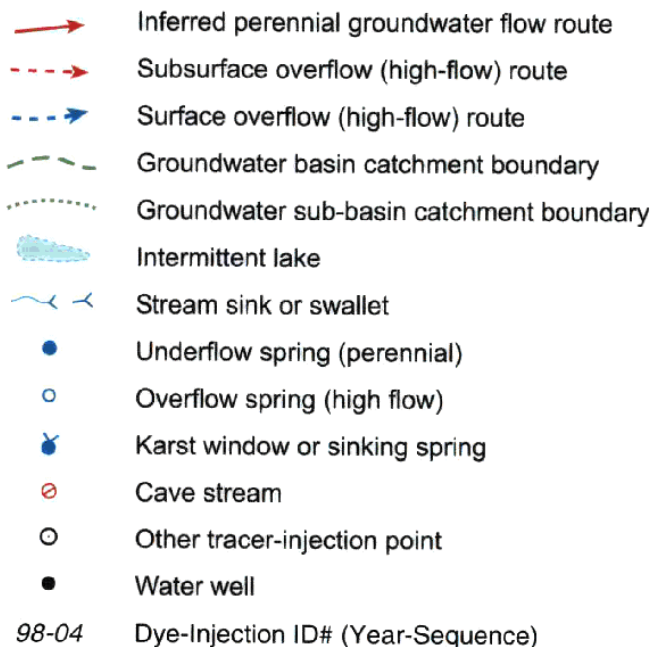 Inferred perennial groundwater flow route
Subsurface overflow (high-flow) route
Surface overflow (high-flow) route
Groundwater basin catchment boundary
Groundwater sub-basin catchment boundary
Intermittent lake
Stream sink or swallet
Underflow spring (perennial)
Overflow spring (high flow)
Karst window or sinking spring
Cave stream
Other tracer-injection point
Water well
98-04 Dye-Injection ID# (Year-Sequence)